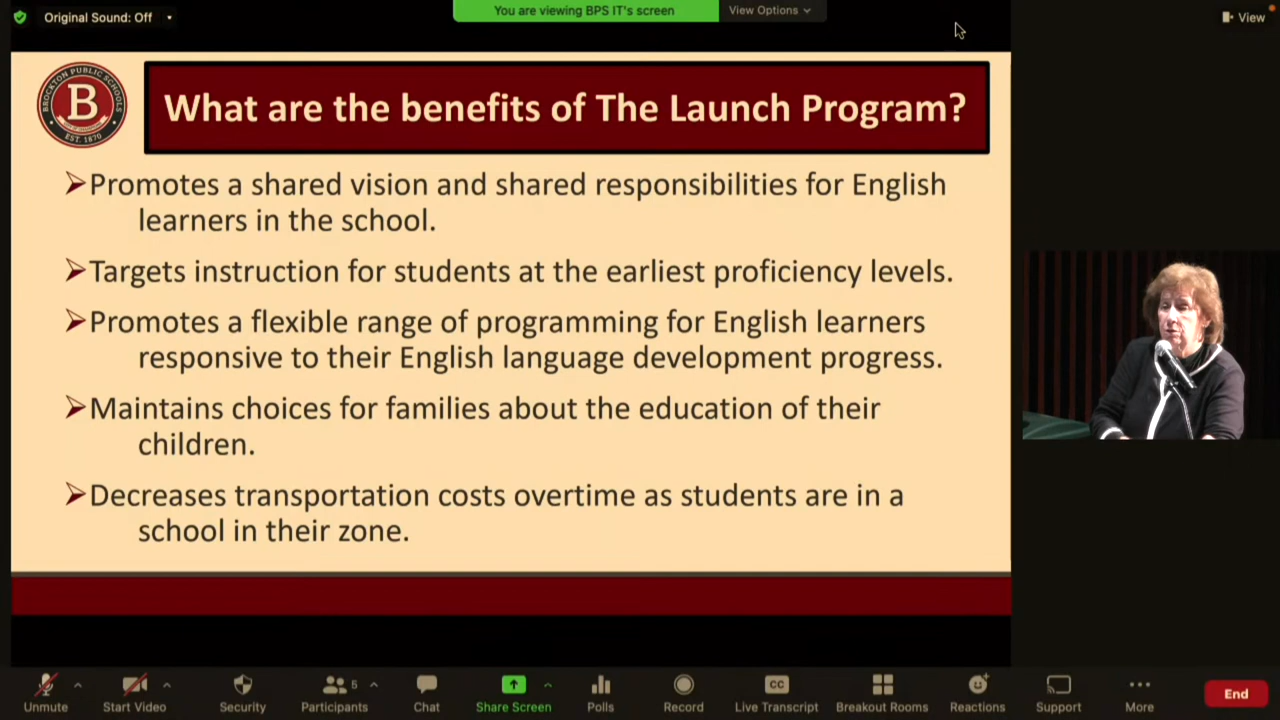 Original Sound: Off
You are viewing BPS IT's screen
View Options
View
BROCKTON PUBLIC SCHOOLS
B
EST. 1870
What are the benefits of The Launch Program?
Promotes a shared vision and shared responsibilities for English
learners in the school.
Targets instruction for students at the earliest proficiency levels.
Promotes a flexible range of programming for English learners
responsive to their English language development progress.
Maintains choices for families about the education of their
children.
Decreases transportation costs overtime as students are in a
school in their zone.
Unmute
Start Video
Security
5
Participants
Chat
Share Screen
Polls
Record
CC
Live Transcript
Breakout Rooms
Reactions
Support
More
End